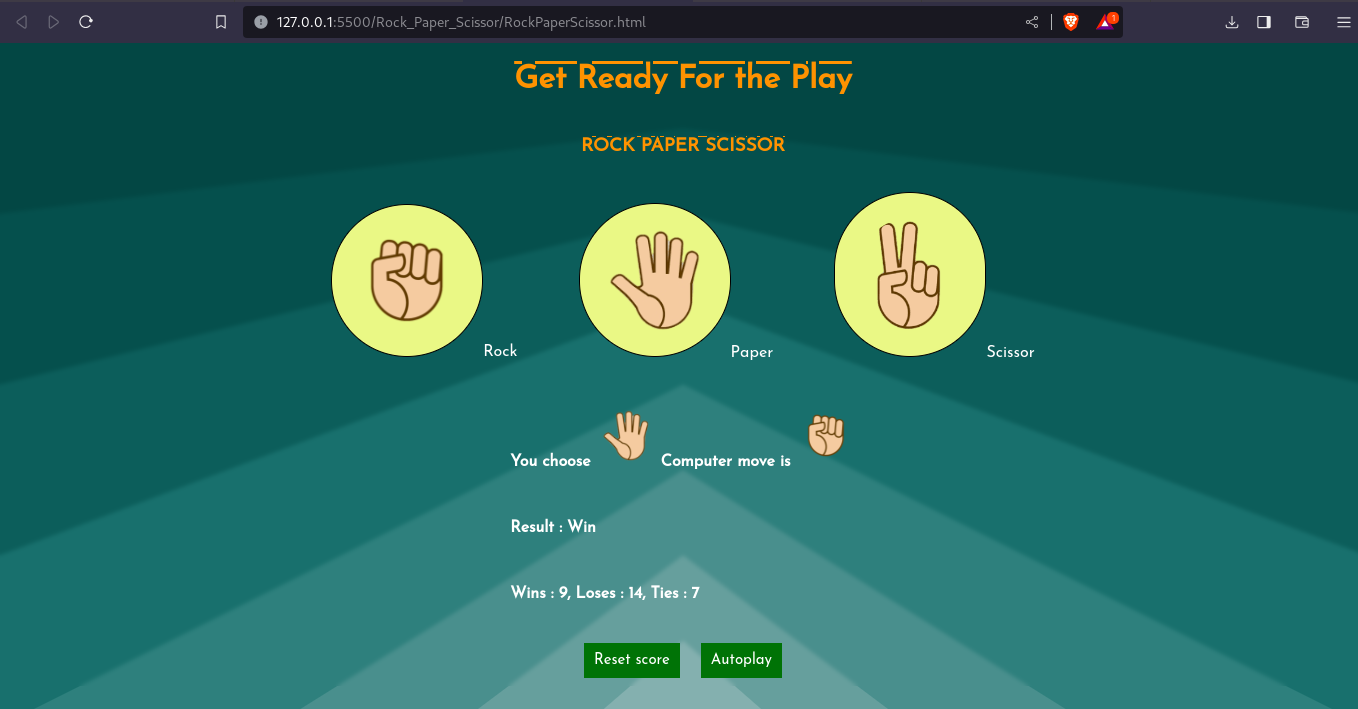 127.0.0.1:5500/Rock_Paper_Scissor/RockPaperScissor.html
1
Get Ready For the Play
ROCK PAPER SCISSOR
Rock
Paper
Scissor
You choose Computer move is
Result : Win
Wins : 9, Loses : 14, Ties : 7
Reset score Autoplay